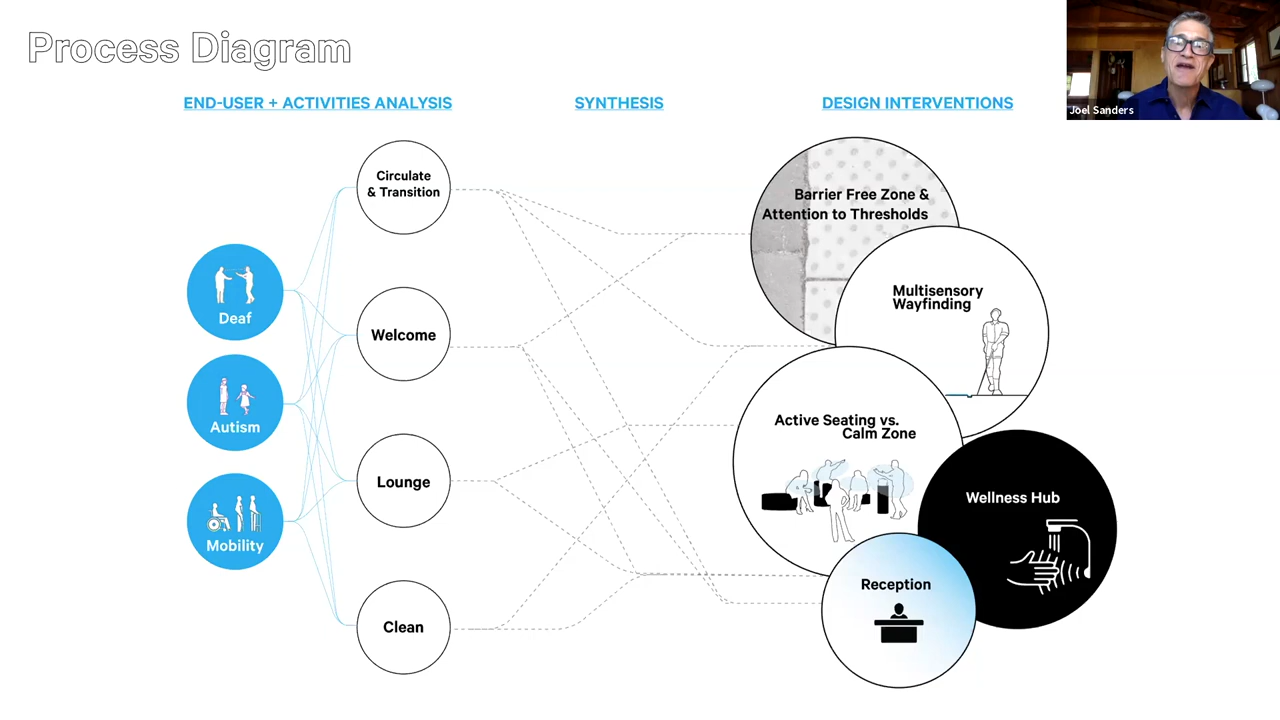 Process Diagram
Joel Sanders
END-USER + ACTIVITIES ANALYSIS
SYNTHESIS
DESIGN INTERVENTIONS
Deaf
Autism
Mobility
Circulate
& Transition
Welcome
Lounge
Clean
Barrier Free Zone &
Attention to Thresholds
Multisensory
Wayfinding
Active Seating vs.
Calm Zone
Wellness Hub
Reception